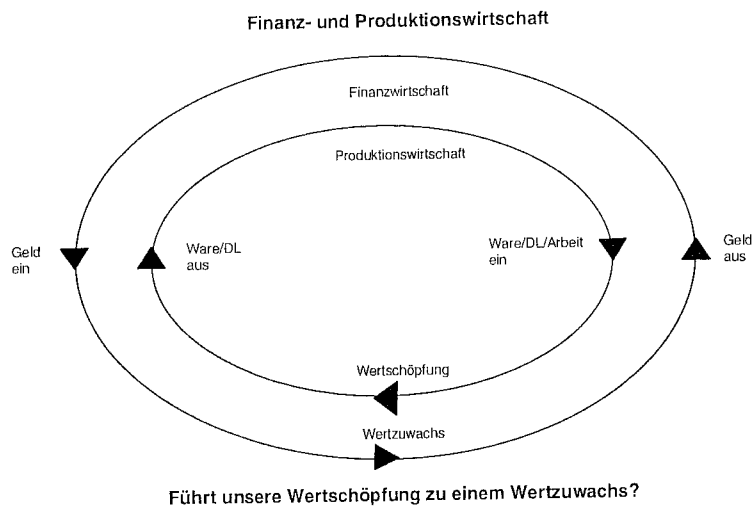 Finanz- und Produktionswirtschaft
Finanzwirtschaft
Produktionswirtschaft
Geld
ein
Ware/DL
aus
Ware/DL/Arbeit
ein
Geld
aus
Wertschöpfung
Wertzuwachs
Führt unsere Wertschöpfung zu einem Wertzuwachs?